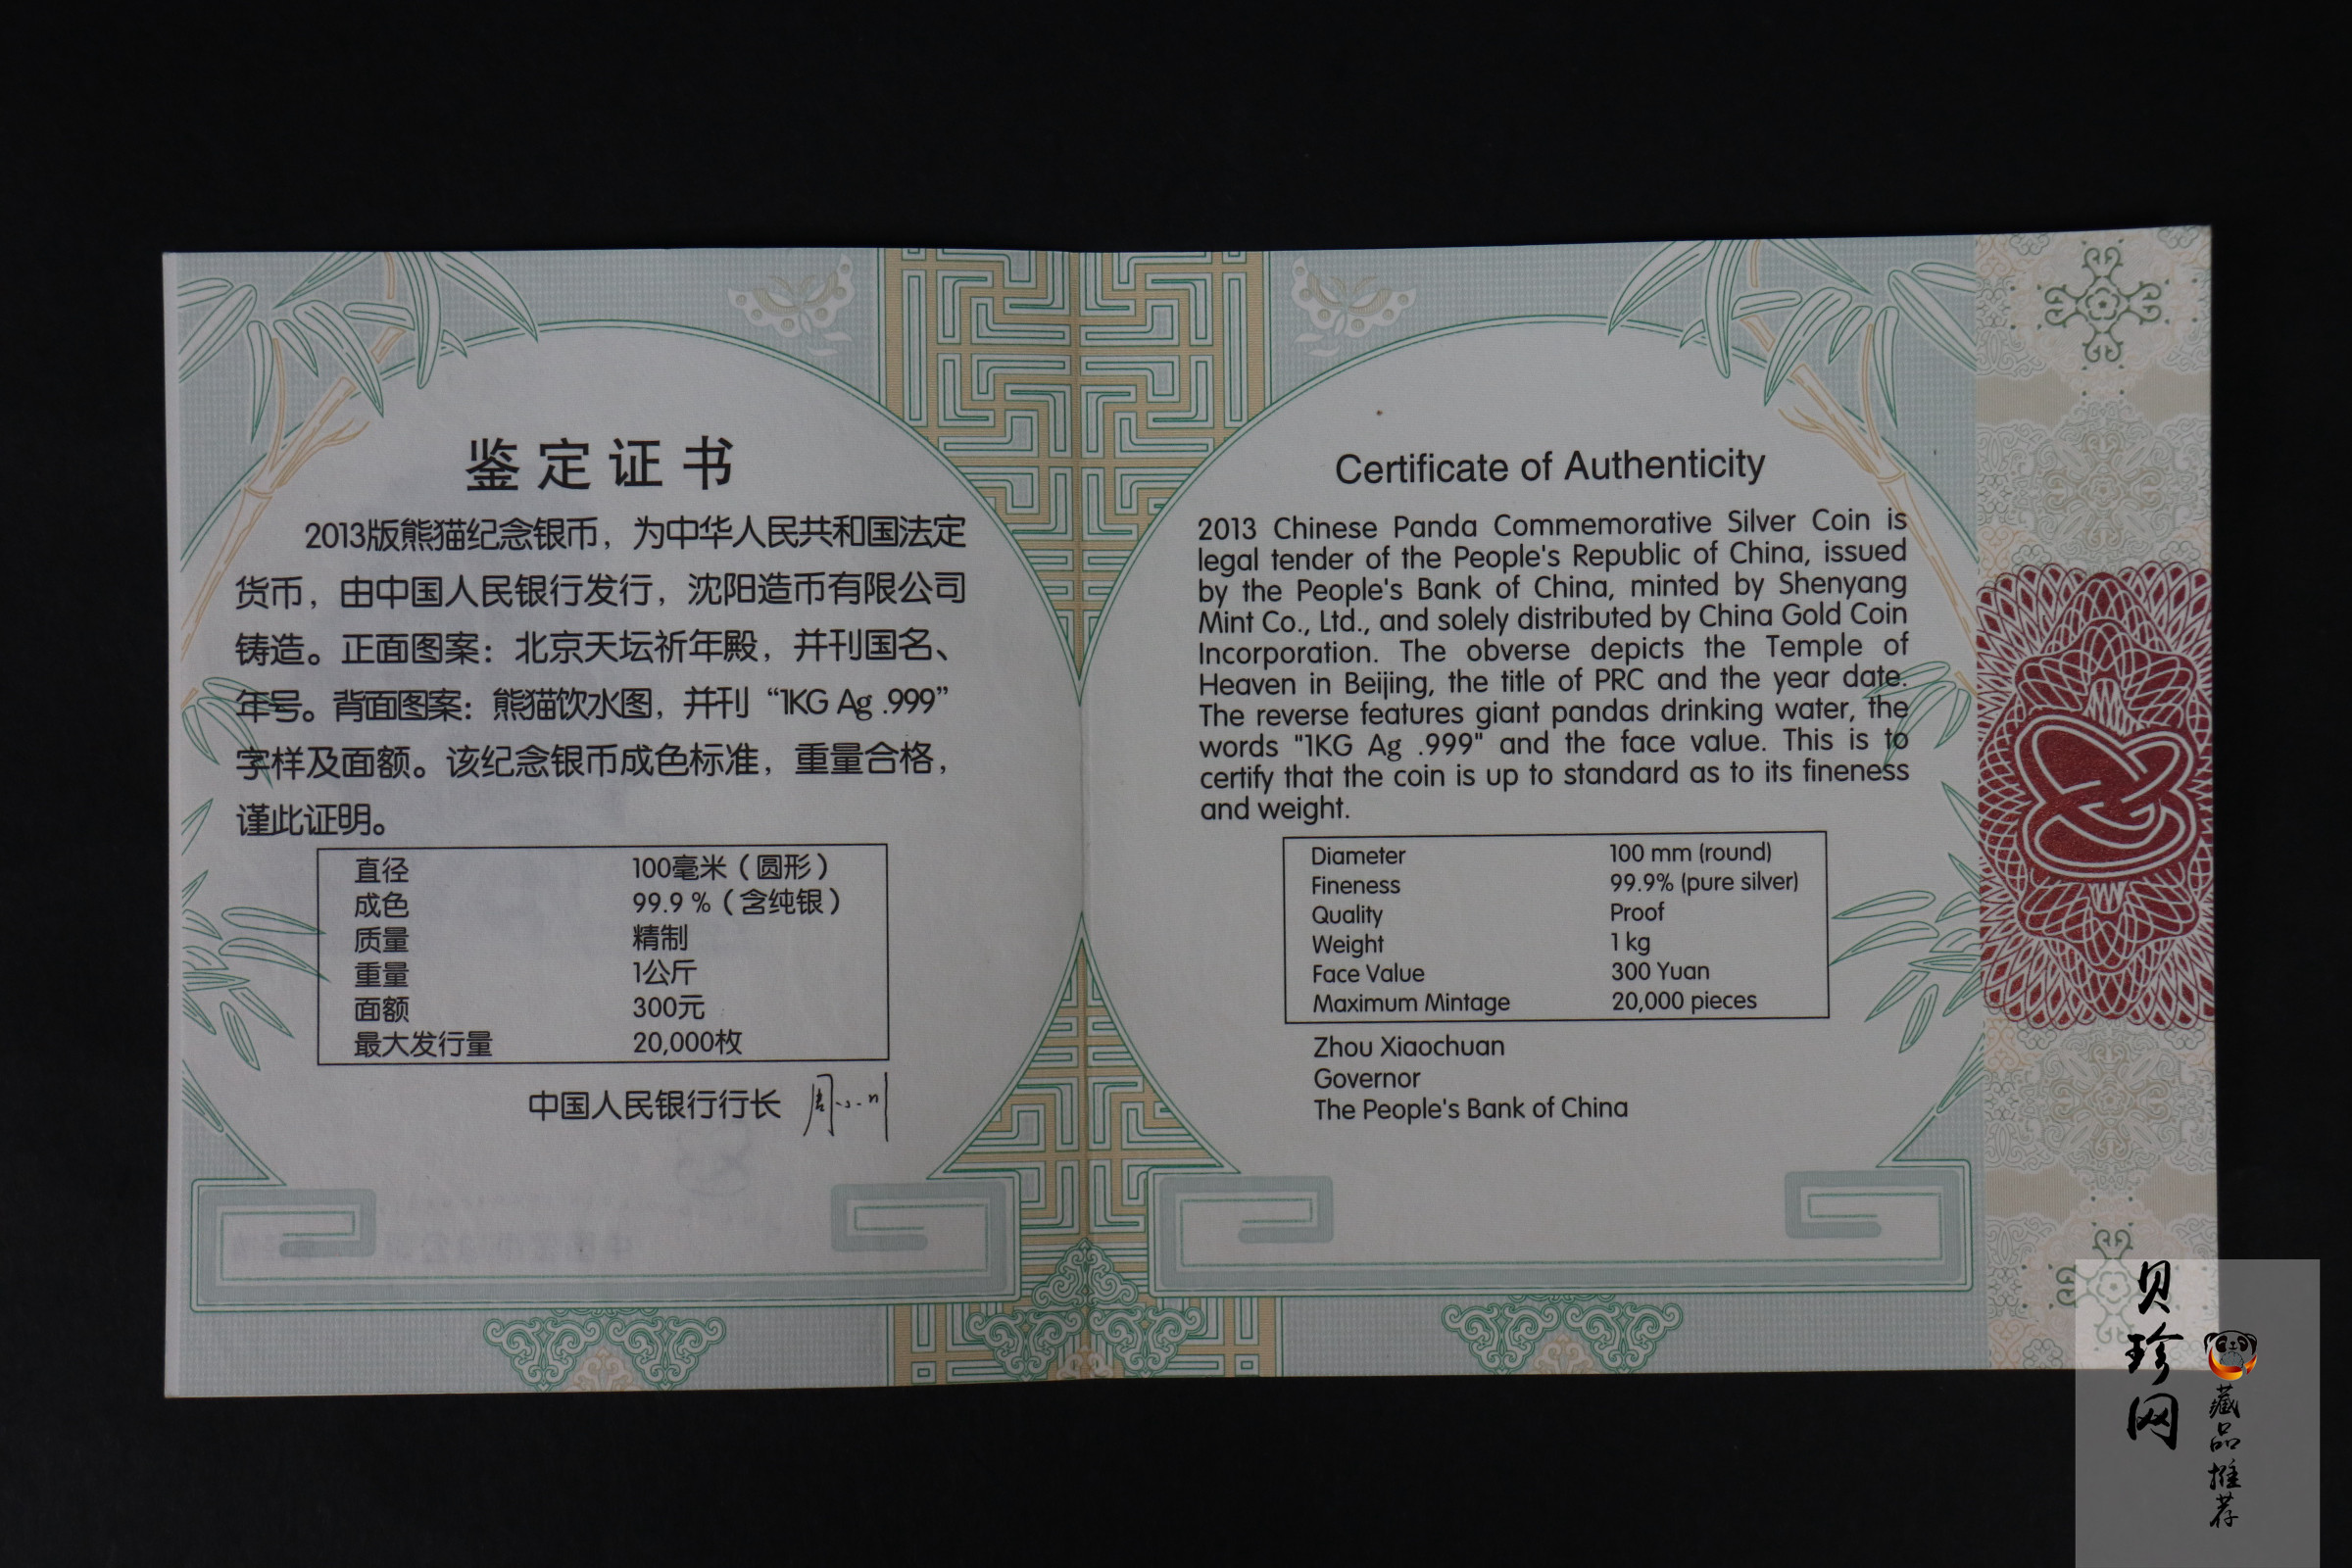 鉴定证书
2013版熊猫纪念银币，为中华人民共和国法定
货币，由中国人民银行发行，沈阳造币有限公司
铸造。正面图案：北京天坛祈年殿，并刊国名、
年号。背面图案：熊猫饮水图，并刊“1KG Ag .999”
字样及面额。该纪念银币成色标准，重量合格，
谨此证明。
直径 100毫米（圆形）
成色 99.9 %（含纯银）
质量 精制
重量 1公斤
面额 300元
最大发行量 20,000枚
中国人民银行行长
Certificate of Authenticity
2013 Chinese Panda Commemorative Silver Coin is
legal tender of the People's Republic of China, issued
by the People's Bank of China, minted by Shenyang
Mint Co., Ltd., and solely distributed by China Gold Coin
Incorporation. The obverse depicts the Temple of
Heaven in Beijing, the title of PRC and the year date.
The reverse features giant pandas drinking water, the
words "1KG Ag .999" and the face value. This is to
certify that the coin is up to standard as to its fineness
and weight.
Diameter 100 mm (round)
Fineness 99.9% (pure silver)
Quality Proof
Weight 1 kg
Face Value 300 Yuan
Maximum Mintage 20,000 pieces
Zhou Xiaochuan
Governor
The People's Bank of China
贝珍网
藏品推荐